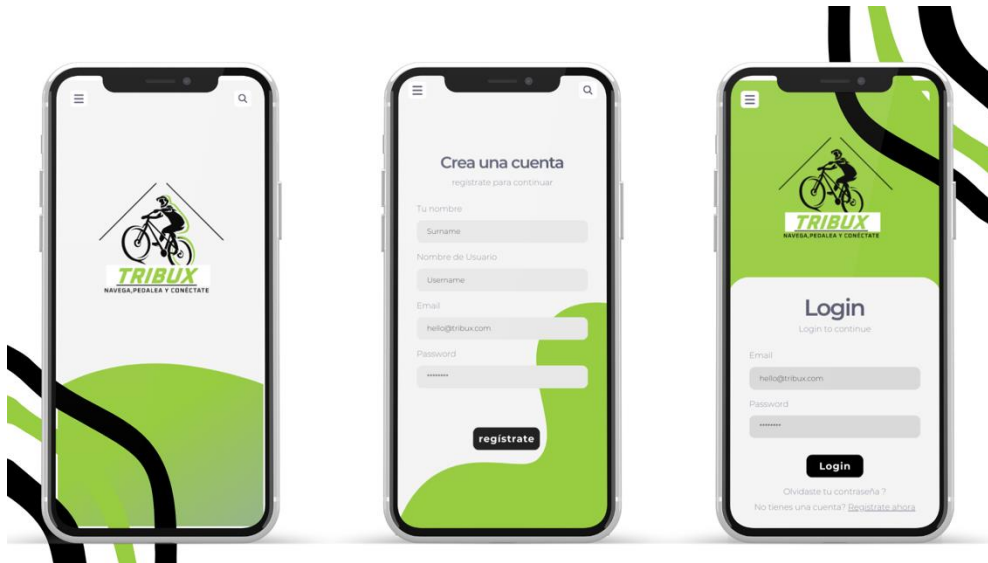 TRIBUX
NAVEGA,PEDALEA Y CONÉCTATE
Crea una cuenta
registrate para continuar
Tu nombre
Surname
Nombre de Usuario
Username
Email
hello@tribux.com
Password
********
regístrate
TRIBUX
NAVEGA,PEDALEA Y CONÉCTATE
Login
Login to continue
Email
hello@tribux.com
Password
********
Login
Olvidaste tu contraseña ?
No tienes una cuenta? Registrate ahora